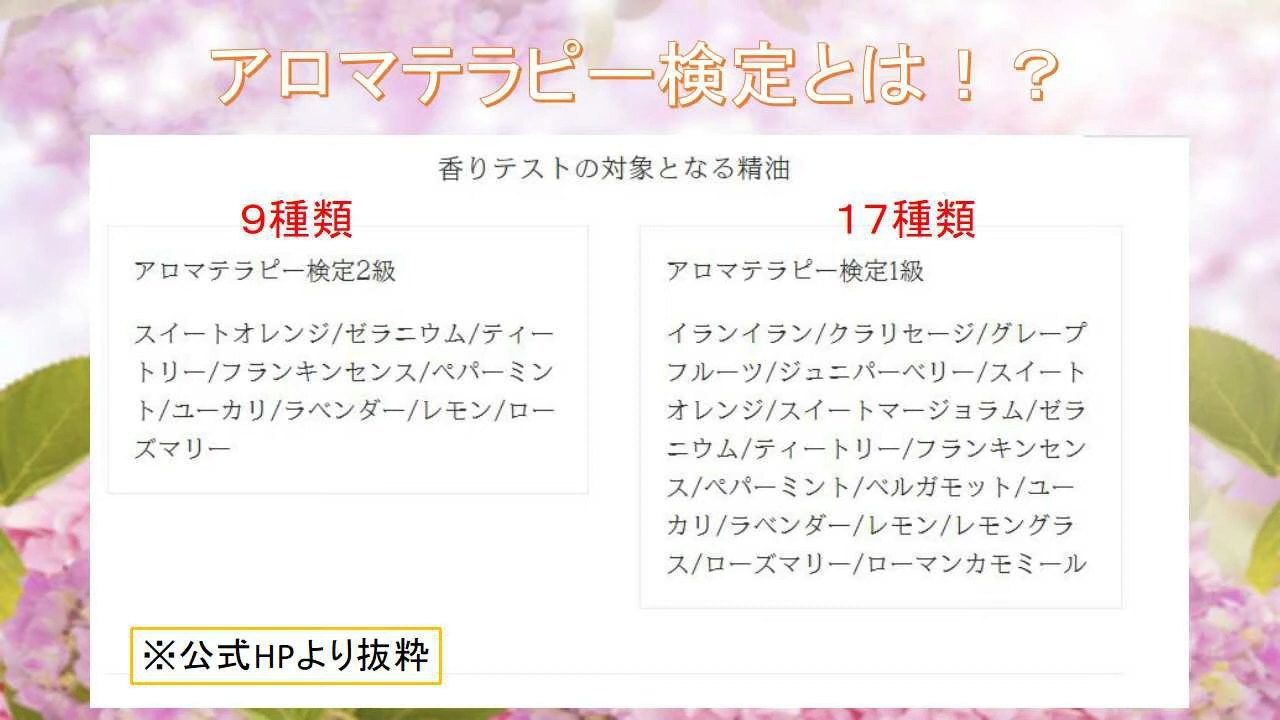 アロマテラピー検定とは！？
香りテストの対象となる精油
９種類
アロマテラピー検定2級
スイートオレンジ/ゼラニウム/ティー
トリー/フランキンセンス/ペパーミン
ト/ユーカリ/ラベンダー/レモン/ロー
ズマリー
１７種類
アロマテラピー検定1級
イランイラン/クラリセージ/グレープ
フルーツ/ジュニパーベリー/スイート
オレンジ/スイートマージョラム/ゼラ
ニウム/ティートリー/フランキンセン
ス/ペパーミント/ベルガモット/ユー
カリ/ラベンダー/レモン/レモングラ
ス/ローズマリー/ローマンカモミール
※公式HPより抜粋